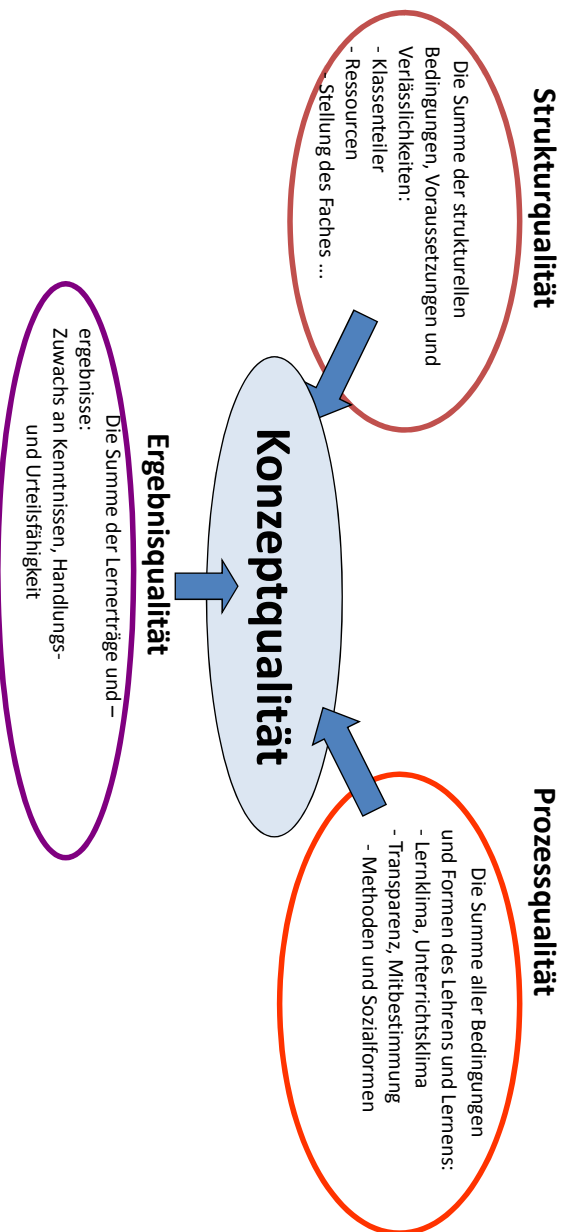 Strukturqualität
Die Summe der strukturellen
Bedingungen, Voraussetzungen und
Verlässlichkeiten:
- Klassenteiler
- Ressourcen
- Stellung des Faches ...
Prozessqualität
Die Summe aller Bedingungen
und Formen des Lehrens und Lernens:
- Lernklima, Unterrichtsklima
- Transparenz, Mitbestimmung
- Methoden und Sozialformen
Konzeptqualität
Ergebnisqualität
Die Summe der Lernerträge und –
ergebnisse:
Zuwachs an Kenntnissen, Handlungs-
und Urteilsfähigkeit